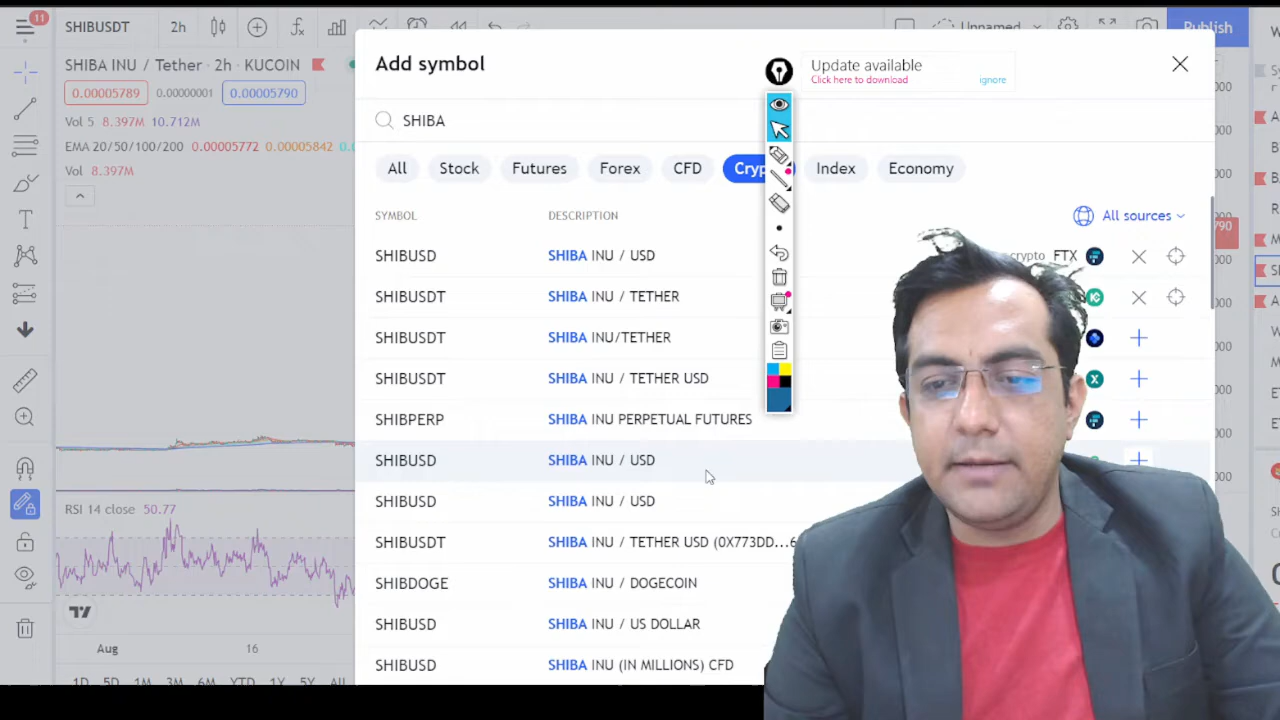 11
SHIBUSDT
2h
Unnamed
Publish
SHIBA INU / Tether · 2h · KUCOIN
0.00005789
0.00000001
0.00005790
Vol 5 8.397M 10.712M
EMA 20/50/100/200 0.00005772 0.00005842
Vol 8.397M
RSI 14 close 50.77
Aug
16
1D 5D 1M 3M 6M YTD 1Y 5Y All
Add symbol
Update available
Click here to download
ignore
SHIBA
All Stock Futures Forex CFD Index Economy
SYMBOL DESCRIPTION All sources
SHIBUSD SHIBA INU / USD crypto FTX
SHIBUSDT SHIBA INU / TETHER
SHIBUSDT SHIBA INU/TETHER
SHIBUSDT SHIBA INU / TETHER USD
SHIBPERP SHIBA INU PERPETUAL FUTURES
SHIBUSD SHIBA INU / USD
SHIBUSD SHIBA INU / USD
SHIBUSDT SHIBA INU / TETHER USD (0X773DD...6
SHIBDOGE SHIBA INU / DOGECOIN
SHIBUSD SHIBA INU / US DOLLAR
SHIBUSD SHIBA INU (IN MILLIONS) CFD